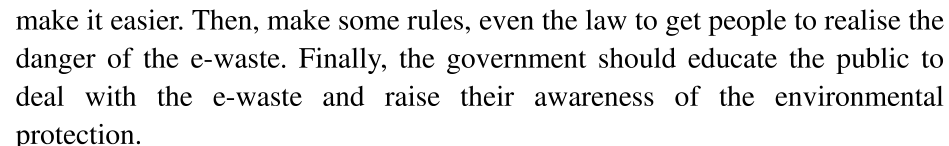 make it easier. Then, make some rules, even the law to get people to realise the
danger of the e-waste. Finally, the government should educate the public to
deal with the e-waste and raise their awareness of the environmental
protection.